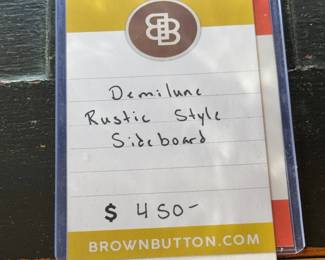 BB
Demilune
Rustic Style
Sideboard
$ 450-
BROWNBUTTON.COM